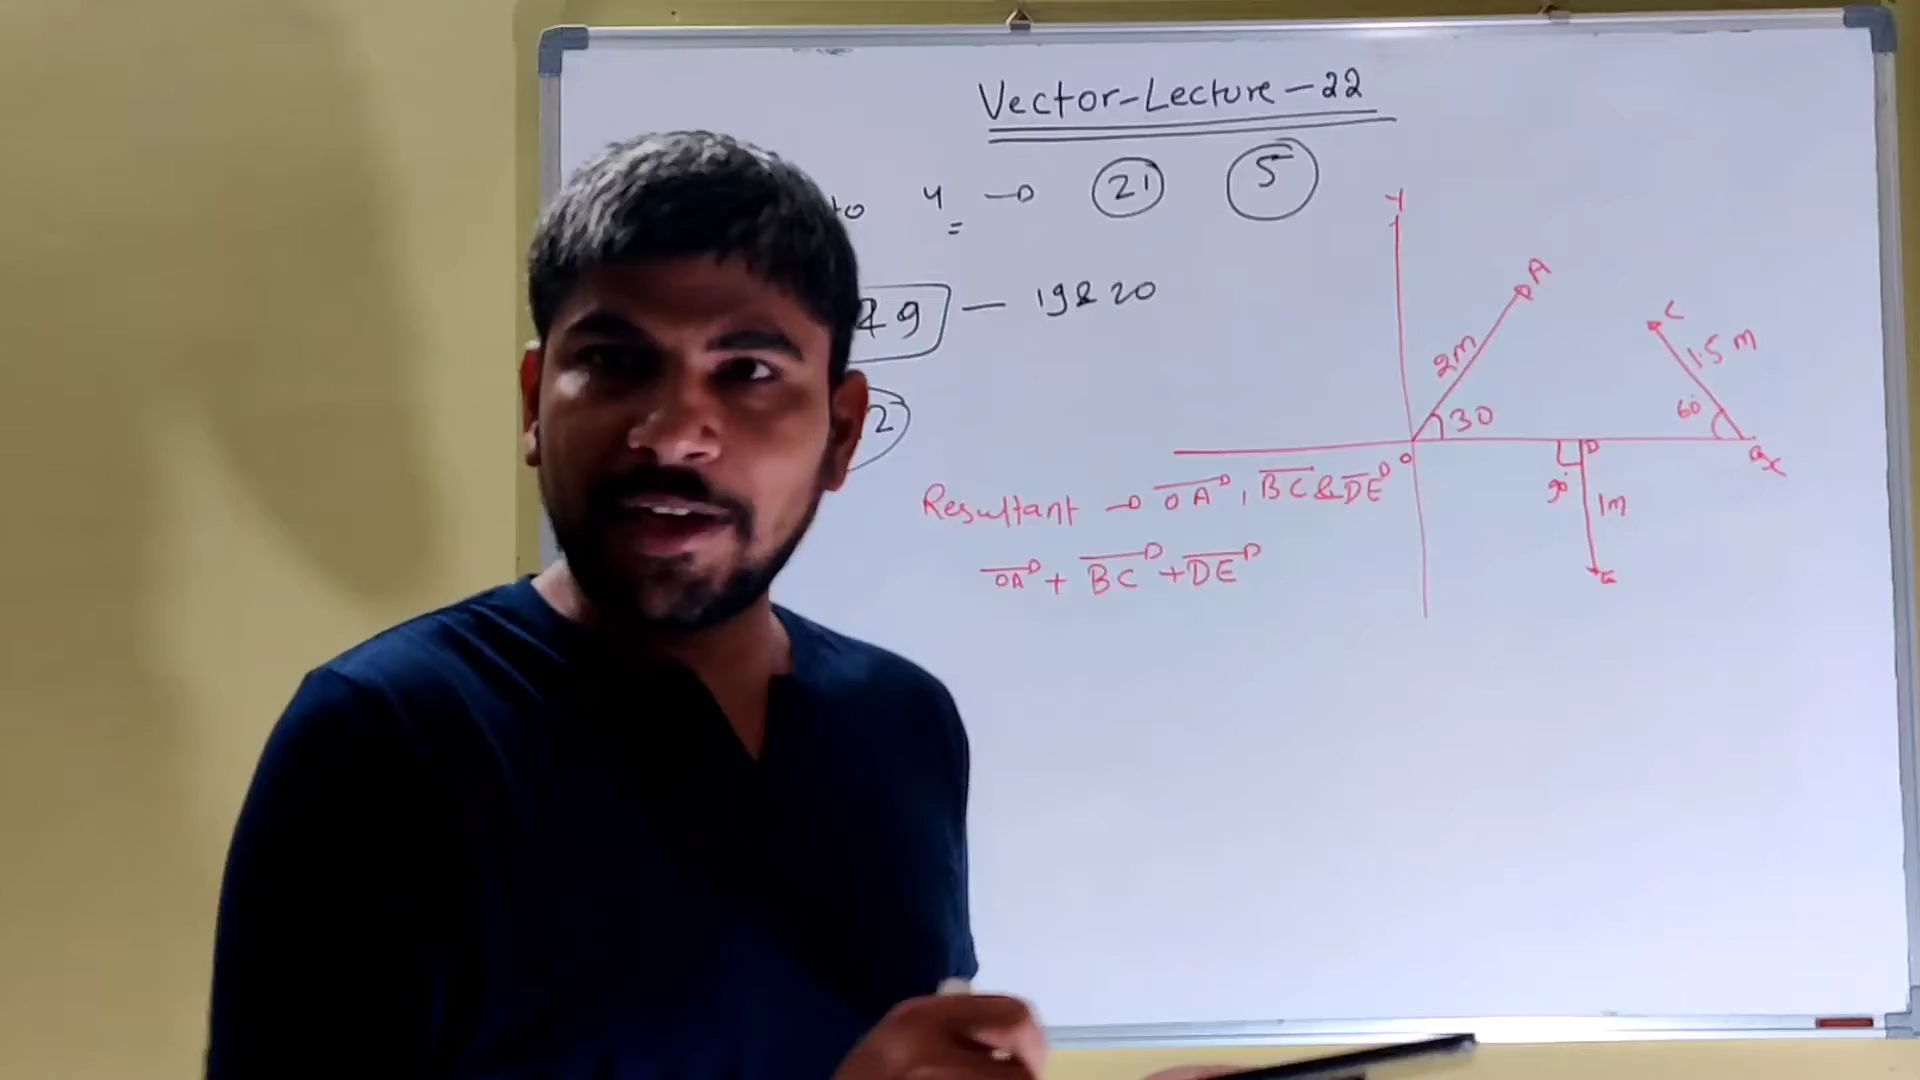 Vector-Lecture-22
to 4 → 21 5
& 9 — 19 & 20
2
Y
A
2m
30
O
C
1.5 m
60°
B
x
D
90°
1m
E
Resultant → OA, BC & DE
OA + BC + DE